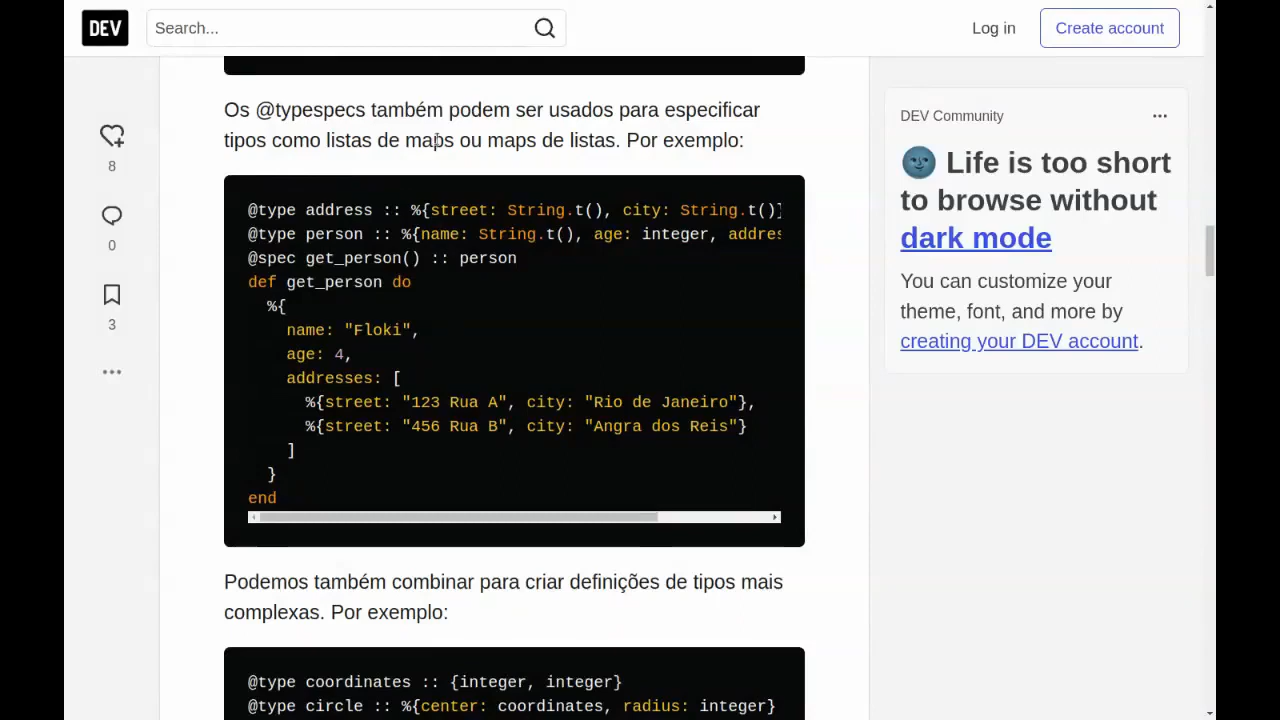 DEV
Search...
Log in
Create account
8
0
3
Os @typespecs também podem ser usados para especificar
tipos como listas de maps ou maps de listas. Por exemplo:
@type address :: %{street: String.t(), city: String.t()}
@type person :: %{name: String.t(), age: integer, addres
@spec get_person() :: person
def get_person do
%{
name: "Floki",
age: 4,
addresses: [
%{street: "123 Rua A", city: "Rio de Janeiro"},
%{street: "456 Rua B", city: "Angra dos Reis"}
]
}
end
Podemos também combinar para criar definições de tipos mais
complexas. Por exemplo:
@type coordinates :: {integer, integer}
@type circle :: %{center: coordinates, radius: integer}
DEV Community
🌚 Life is too short
to browse without
dark mode
You can customize your
theme, font, and more by
creating your DEV account.